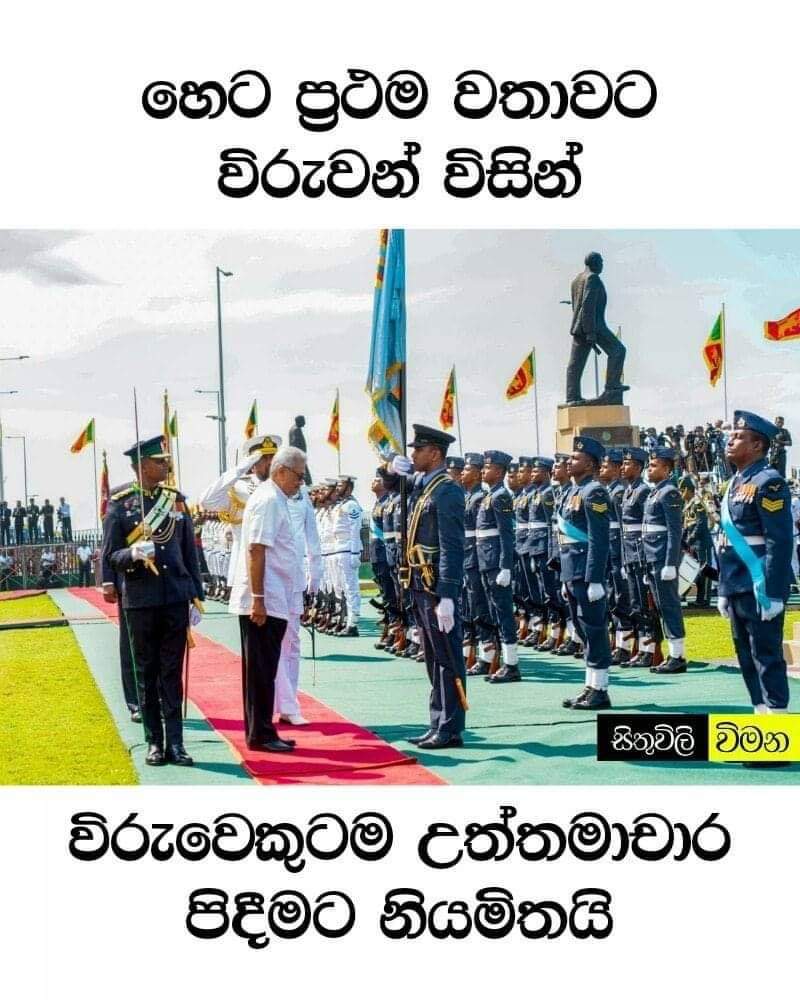 හෙට ප්‍රථම වතාවට
විරුවන් විසින්
සිතුවිලි විමන
විරුවෙකුටම උත්තමාචාර
පිදීමට නියමිතයි